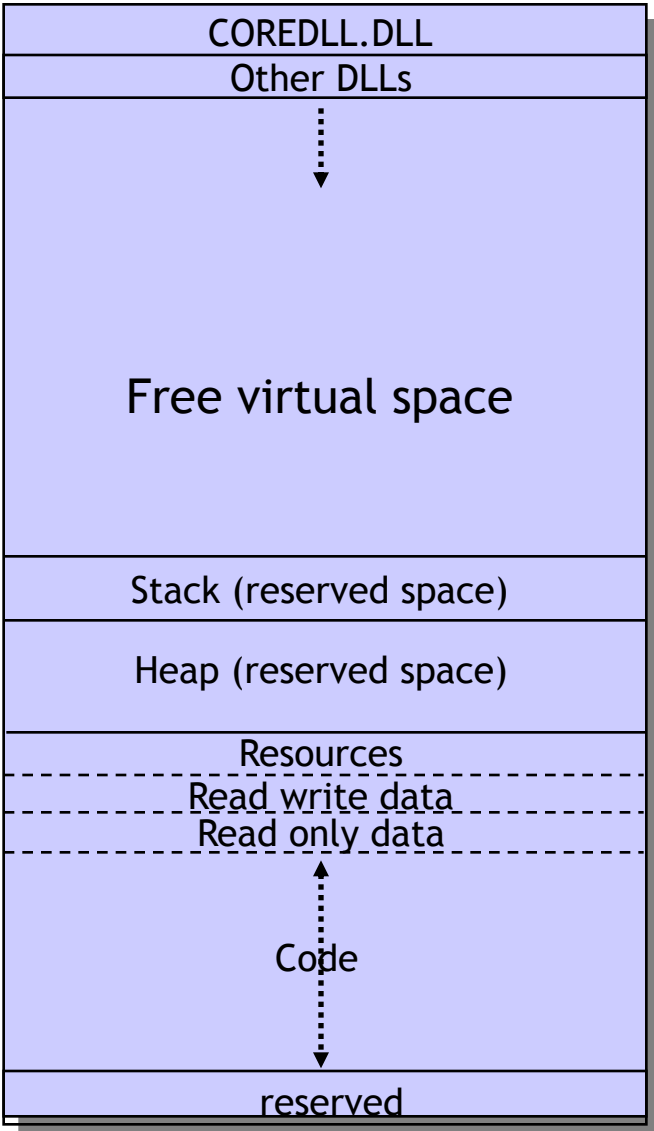 COREDLL.DLL
Other DLLs
Free virtual space
Stack (reserved space)
Heap (reserved space)
Resources
Read write data
Read only data
Code
reserved